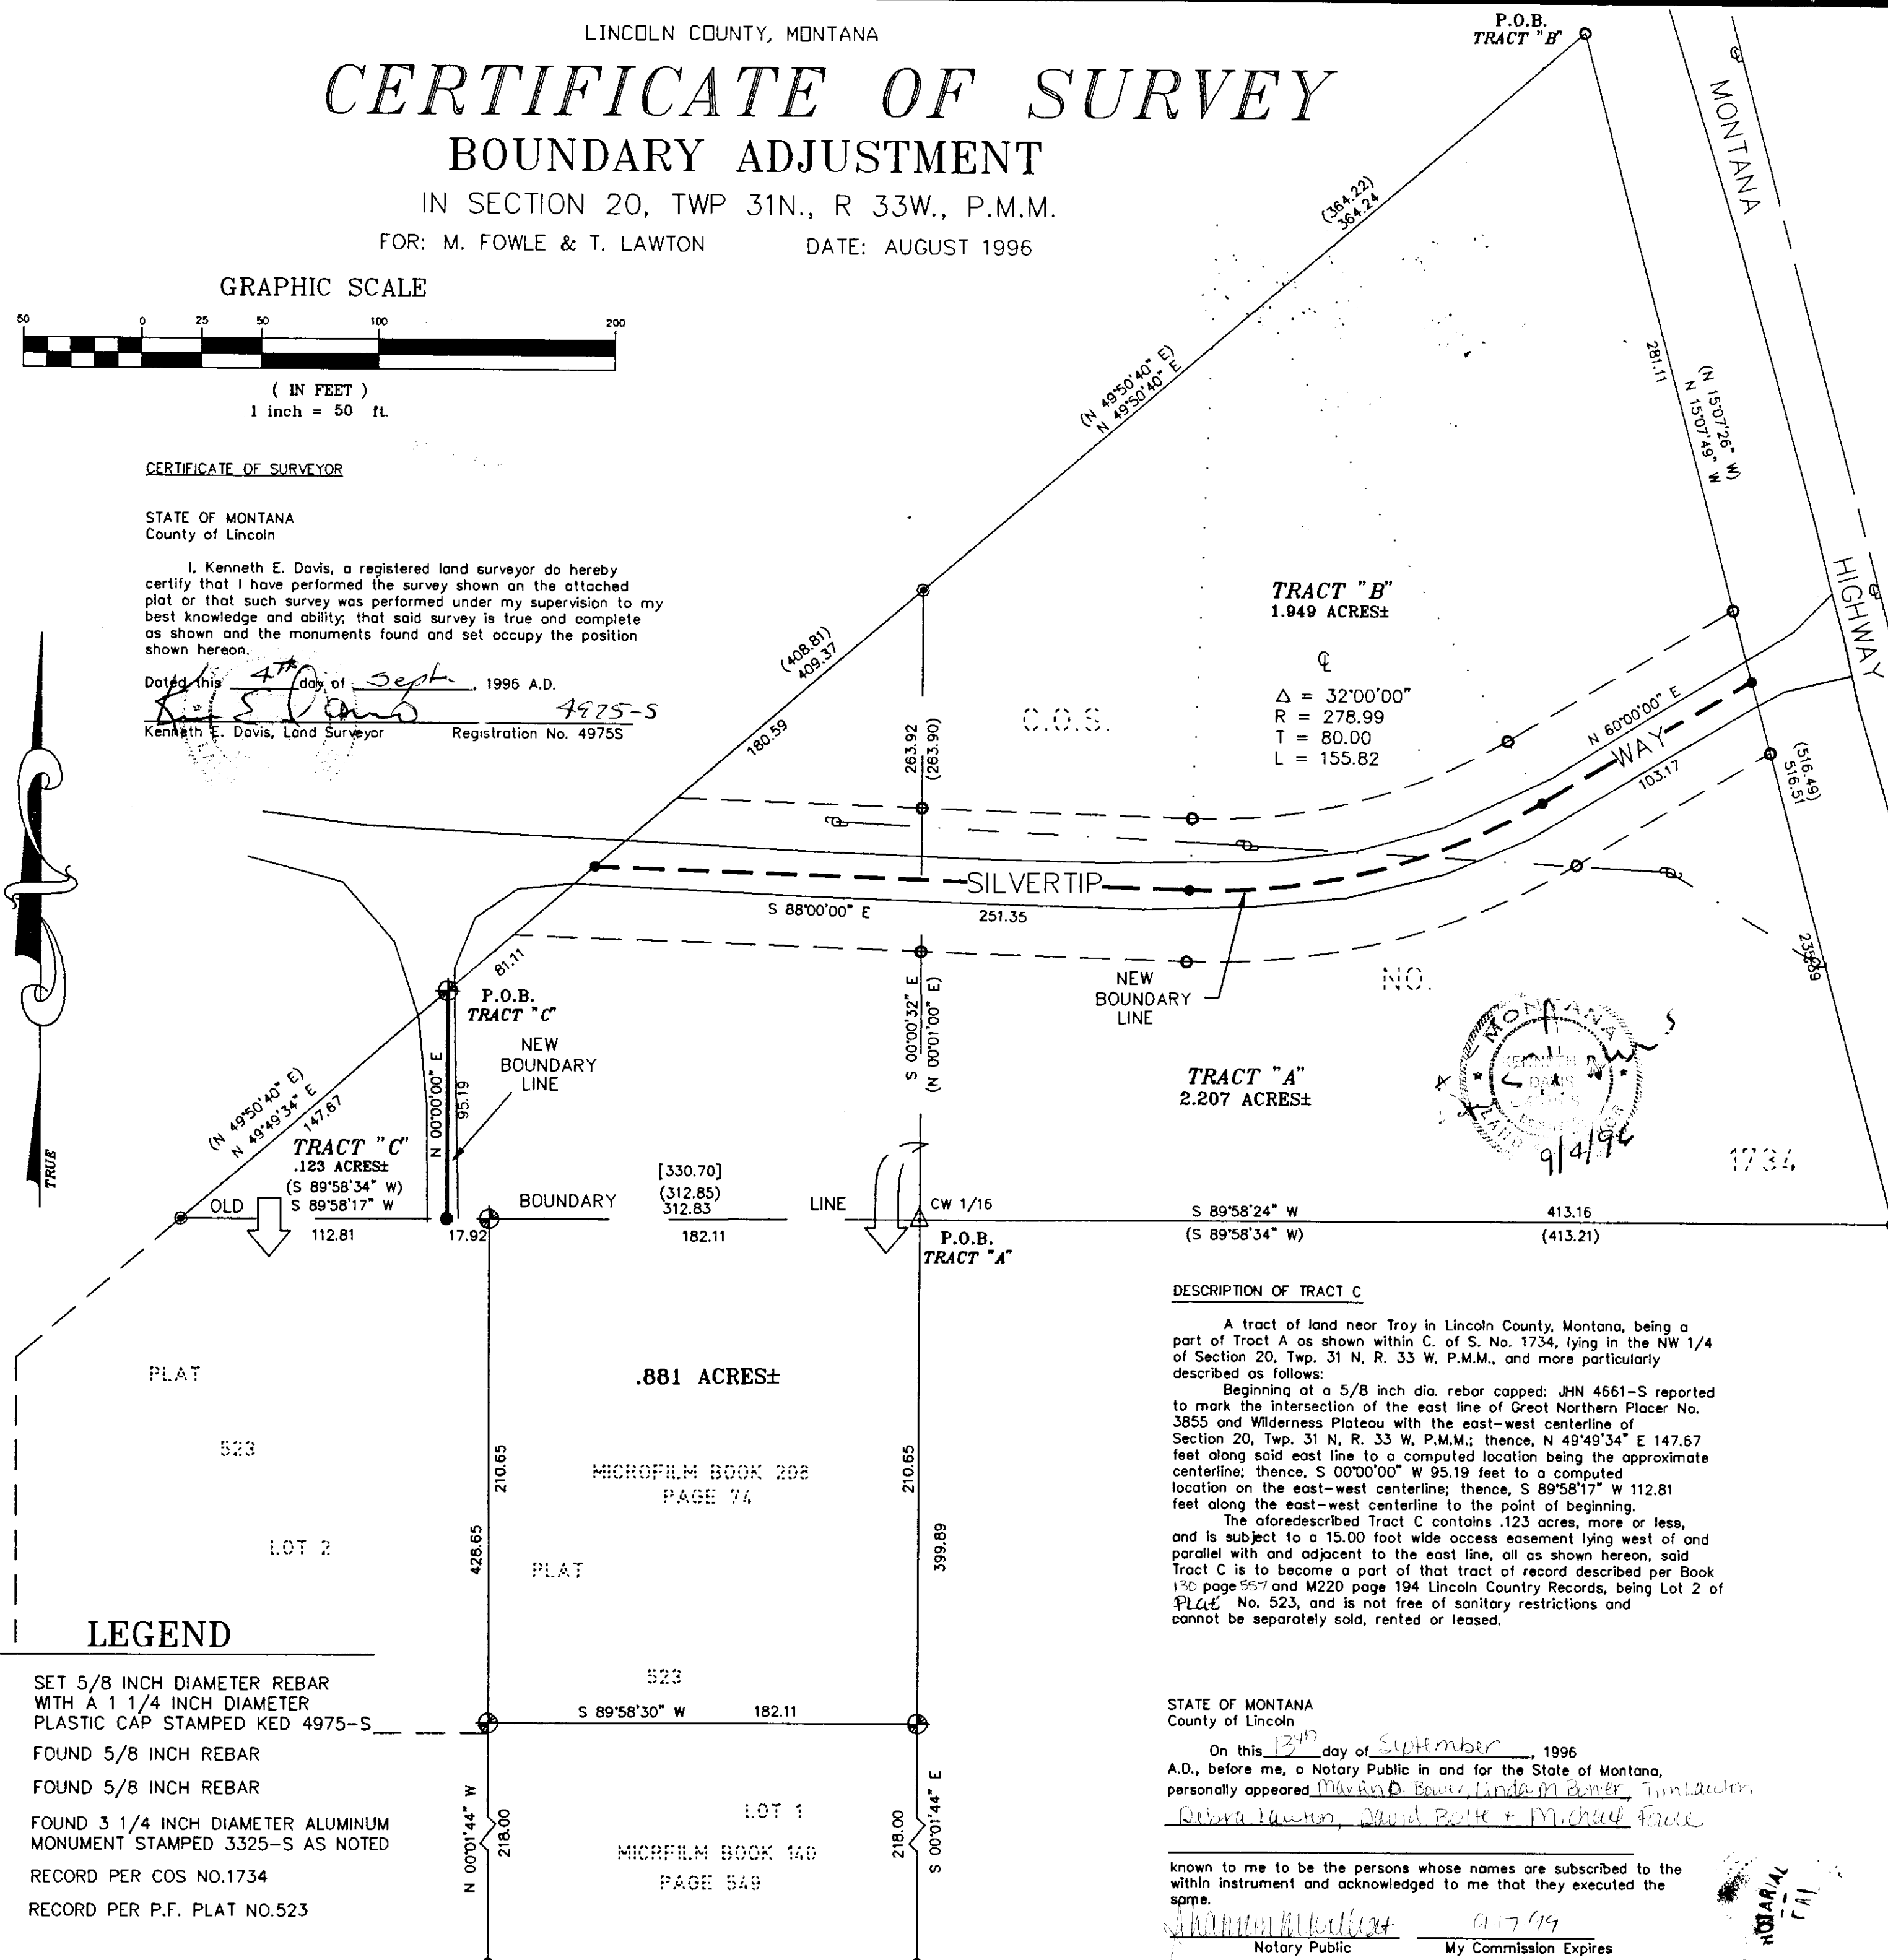 LINCOLN COUNTY, MONTANA
CERTIFICATE OF SURVEY
BOUNDARY ADJUSTMENT
IN SECTION 20, TWP 31N., R 33W., P.M.M.
FOR: M. FOWLE & T. LAWTON DATE: AUGUST 1996
GRAPHIC SCALE
50 0 25 50 100 200
( IN FEET )
1 inch = 50 ft.
CERTIFICATE OF SURVEYOR
STATE OF MONTANA
County of Lincoln
I, Kenneth E. Davis, a registered land surveyor do hereby
certify that I have performed the survey shown on the attached
plat or that such survey was performed under my supervision to my
best knowledge and ability; that said survey is true and complete
as shown and the monuments found and set occupy the position
shown hereon.
Dated this 4th day of Sept. , 1996 A.D.
4975-S
Kenneth E. Davis, Land Surveyor Registration No. 4975S
TRUE
P.O.B.
TRACT "B"
MONTANA
HIGHWAY
(364.22)
364.24
(N 49°50'40" E)
N 49°50'40" E
281.11
(N 15°07'26" W)
N 15°07'49" W
TRACT "B"
1.949 ACRES±
℄
Δ = 32°00'00"
R = 278.99
T = 80.00
L = 155.82
(408.81)
409.37
180.59
263.92
(263.90)
C.O.S.
N 60°00'00" E
WAY
103.17
(516.49)
516.51
SILVERTIP
S 88°00'00" E
251.35
81.11
P.O.B.
TRACT "C"
NEW
BOUNDARY
LINE
S 00°00'32" E
(N 00°01'00" E)
NEW
BOUNDARY
LINE
NO.
MONTANA
KENNETH
DAVIS
LAND
9/4/96
1734
TRACT "A"
2.207 ACRES±
N 00°00'00" E
95.19
(N 49°50'40" E)
N 49°49'34" E
147.67
TRACT "C"
.123 ACRES±
(S 89°58'34" W)
S 89°58'17" W
112.81
OLD
BOUNDARY
LINE
17.92
[330.70]
(312.85)
312.83
182.11
CW 1/16
P.O.B.
TRACT "A"
S 89°58'24" W 413.16
(S 89°58'34" W) (413.21)
PLAT
523
LOT 2
.881 ACRES±
210.65
210.65
MICROFILM BOOK 208
PAGE 74
428.65
399.89
PLAT
523
S 89°58'30" W 182.11
N 00°01'44" W
218.00
LOT 1
MICRFILM BOOK 140
PAGE 549
218.00
S 00°01'44" E
LEGEND
SET 5/8 INCH DIAMETER REBAR
WITH A 1 1/4 INCH DIAMETER
PLASTIC CAP STAMPED KED 4975-S
FOUND 5/8 INCH REBAR
FOUND 5/8 INCH REBAR
FOUND 3 1/4 INCH DIAMETER ALUMINUM
MONUMENT STAMPED 3325-S AS NOTED
RECORD PER COS NO.1734
RECORD PER P.F. PLAT NO.523
DESCRIPTION OF TRACT C
A tract of land near Troy in Lincoln County, Montana, being a
part of Tract A as shown within C. of S. No. 1734, lying in the NW 1/4
of Section 20, Twp. 31 N, R. 33 W, P.M.M., and more particularly
described as follows:
Beginning at a 5/8 inch dia. rebar capped: JHN 4661-S reported
to mark the intersection of the east line of Great Northern Placer No.
3855 and Wilderness Plateau with the east-west centerline of
Section 20, Twp. 31 N, R. 33 W, P.M.M.; thence, N 49°49'34" E 147.67
feet along said east line to a computed location being the approximate
centerline; thence, S 00°00'00" W 95.19 feet to a computed
location on the east-west centerline; thence, S 89°58'17" W 112.81
feet along the east-west centerline to the point of beginning.
The aforedescribed Tract C contains .123 acres, more or less,
and is subject to a 15.00 foot wide access easement lying west of and
parallel with and adjacent to the east line, all as shown hereon, said
Tract C is to become a part of that tract of record described per Book
130 page 557 and M220 page 194 Lincoln Country Records, being Lot 2 of
Plat No. 523, and is not free of sanitary restrictions and
cannot be separately sold, rented or leased.
STATE OF MONTANA
County of Lincoln
On this 13th day of September , 1996
A.D., before me, a Notary Public in and for the State of Montana,
personally appeared Martin D. Bower, Linda M Bower, Tim Lawton
Debra Lawton, David Bolte + Michael Fowle
known to me to be the persons whose names are subscribed to the
within instrument and acknowledged to me that they executed the
same.
Notary Public My Commission Expires
NOTARIAL